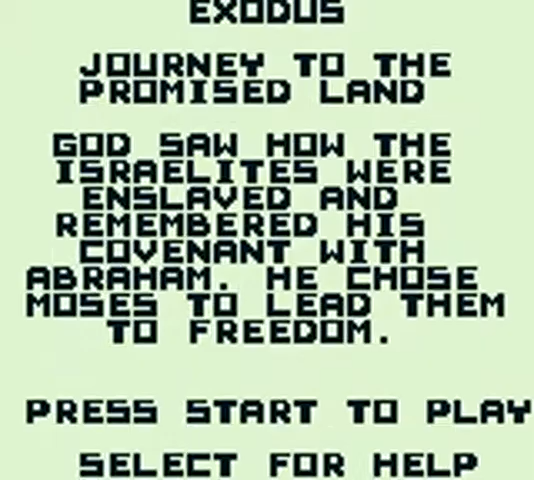 EXODUS
JOURNEY TO THE
PROMISED LAND
GOD SAW HOW THE
ISRAELITES WERE
ENSLAVED AND
REMEMBERED HIS
COVENANT WITH
ABRAHAM. HE CHOSE
MOSES TO LEAD THEM
TO FREEDOM.
PRESS START TO PLAY
SELECT FOR HELP